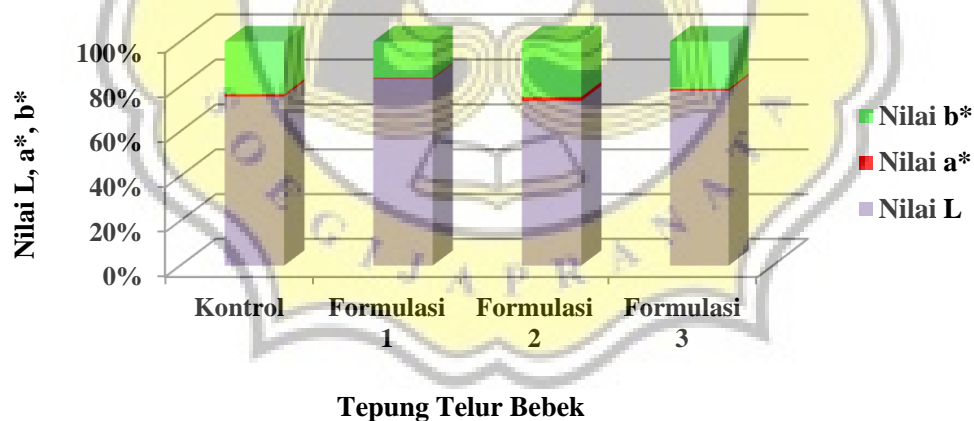 Nilai L, a*, b*
100%
80%
60%
40%
20%
0%
Kontrol
Formulasi
1
Formulasi
2
Formulasi
3
Nilai b*
Nilai a*
Nilai L
Tepung Telur Bebek
SOEGIJAPRANATA